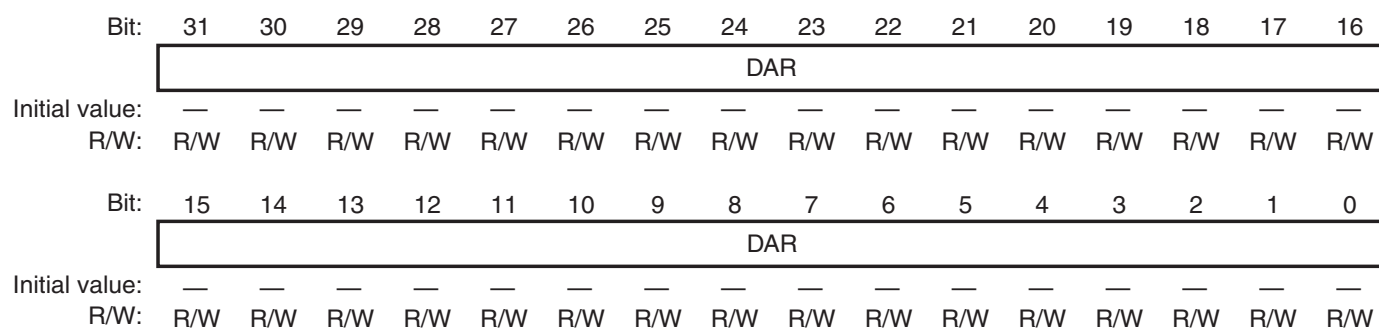 Bit: 31 30 29 28 27 26 25 24 23 22 21 20 19 18 17 16
DAR
Initial value: — — — — — — — — — — — — — — — —
R/W: R/W R/W R/W R/W R/W R/W R/W R/W R/W R/W R/W R/W R/W R/W R/W R/W
Bit: 15 14 13 12 11 10 9 8 7 6 5 4 3 2 1 0
DAR
Initial value: — — — — — — — — — — — — — — — —
R/W: R/W R/W R/W R/W R/W R/W R/W R/W R/W R/W R/W R/W R/W R/W R/W R/W